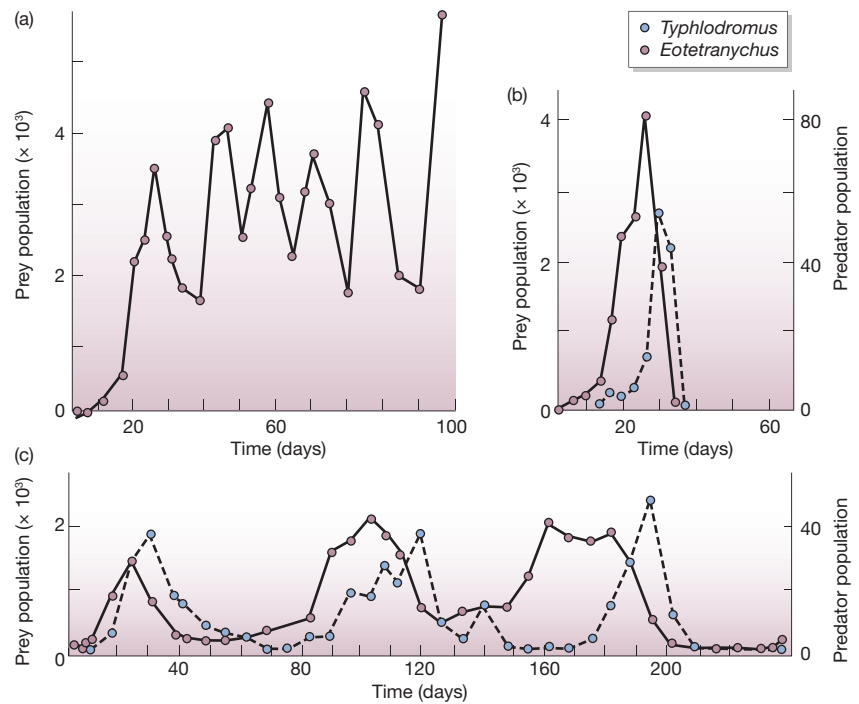 (a)
Typhlodromus
Eotetranychus
Prey population (× 10³)
4
2
0
20
60
100
Time (days)
(b)
Prey population (× 10³)
4
2
0
80
40
0
Predator population
20
60
Time (days)
(c)
Prey population (× 10³)
2
0
40
0
Predator population
40
80
120
160
200
Time (days)